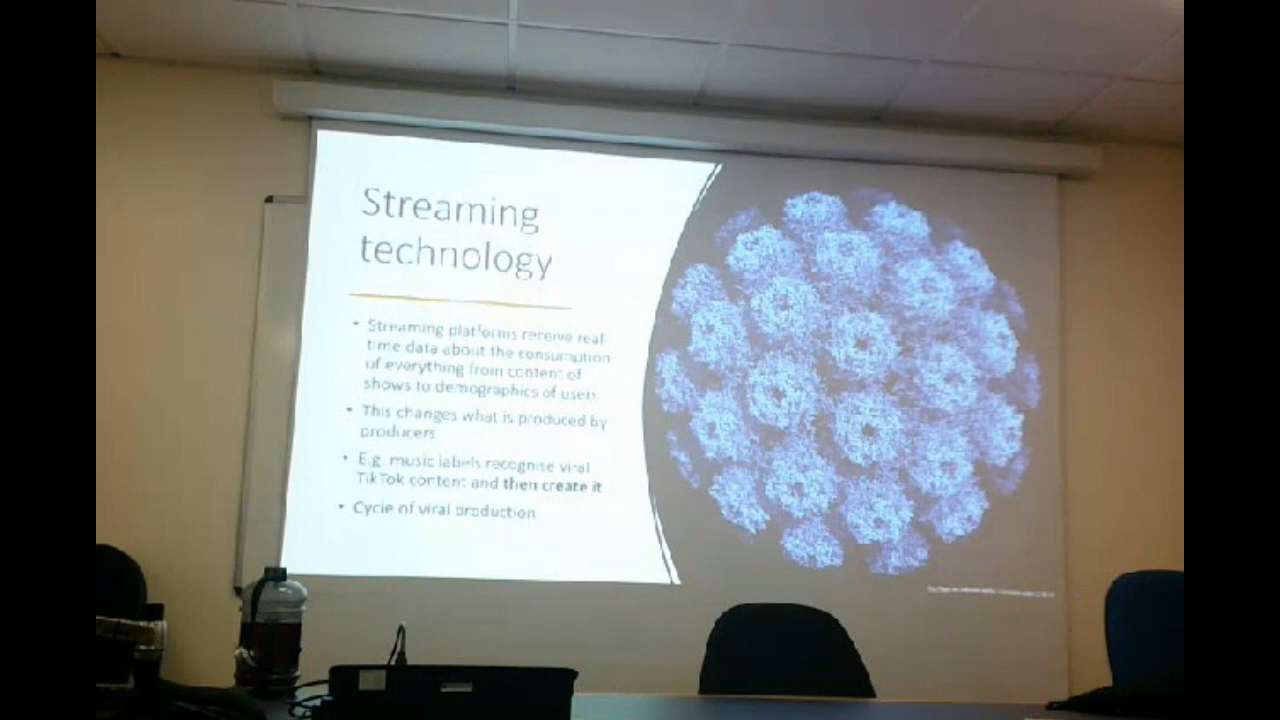 Streaming
technology
• Streaming platforms receive real-
time data about the consumption
of everything from content of
shows to demographics of users
• This changes what is produced by
producers
• E.g. music labels recognise viral
TikTok content and then create it
• Cycle of viral production